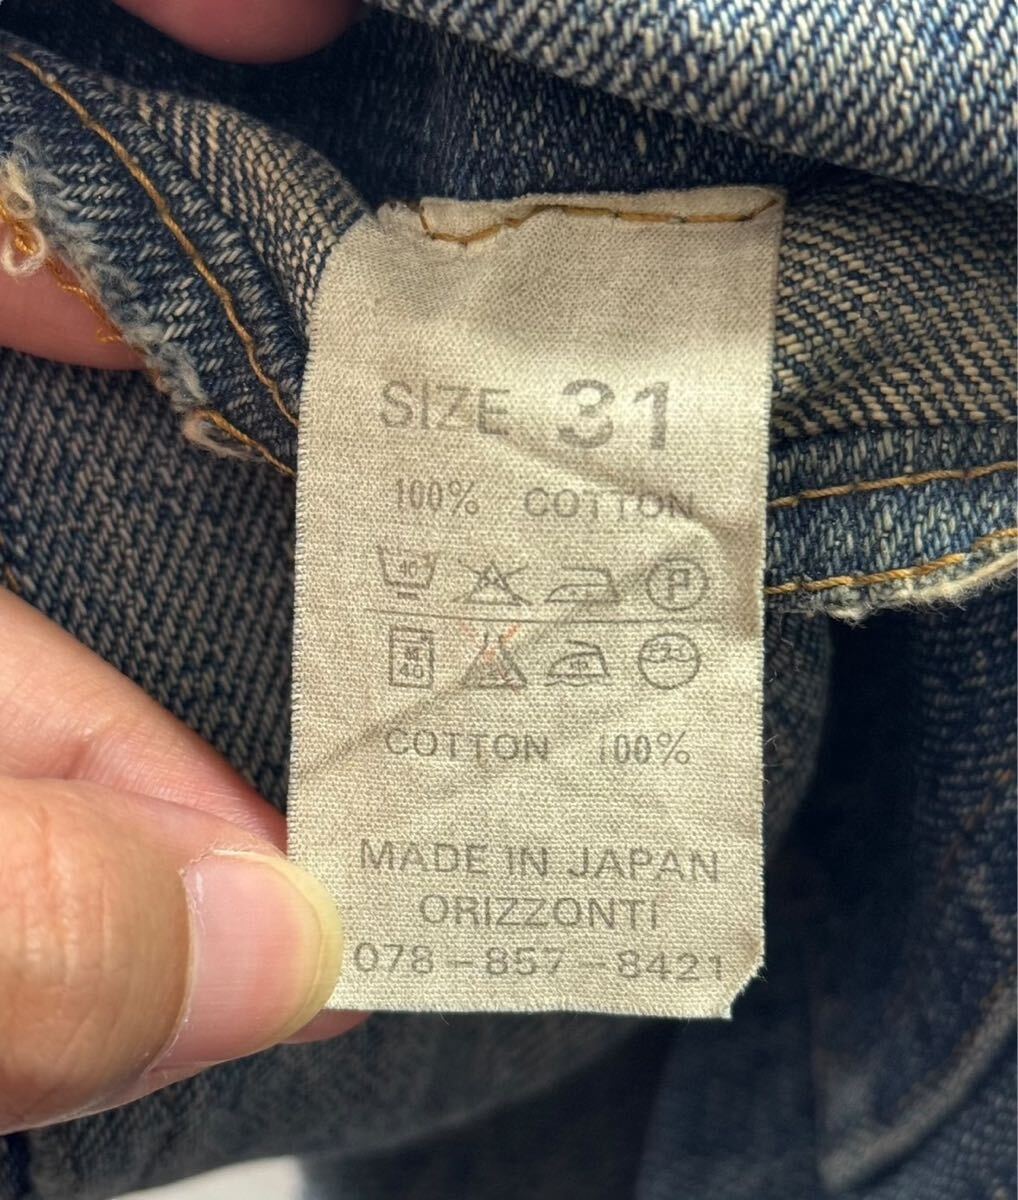 SIZE 31
100% COTTON
P
COTTON 100%
MADE IN JAPAN
ORIZZONTI
078-857-8421